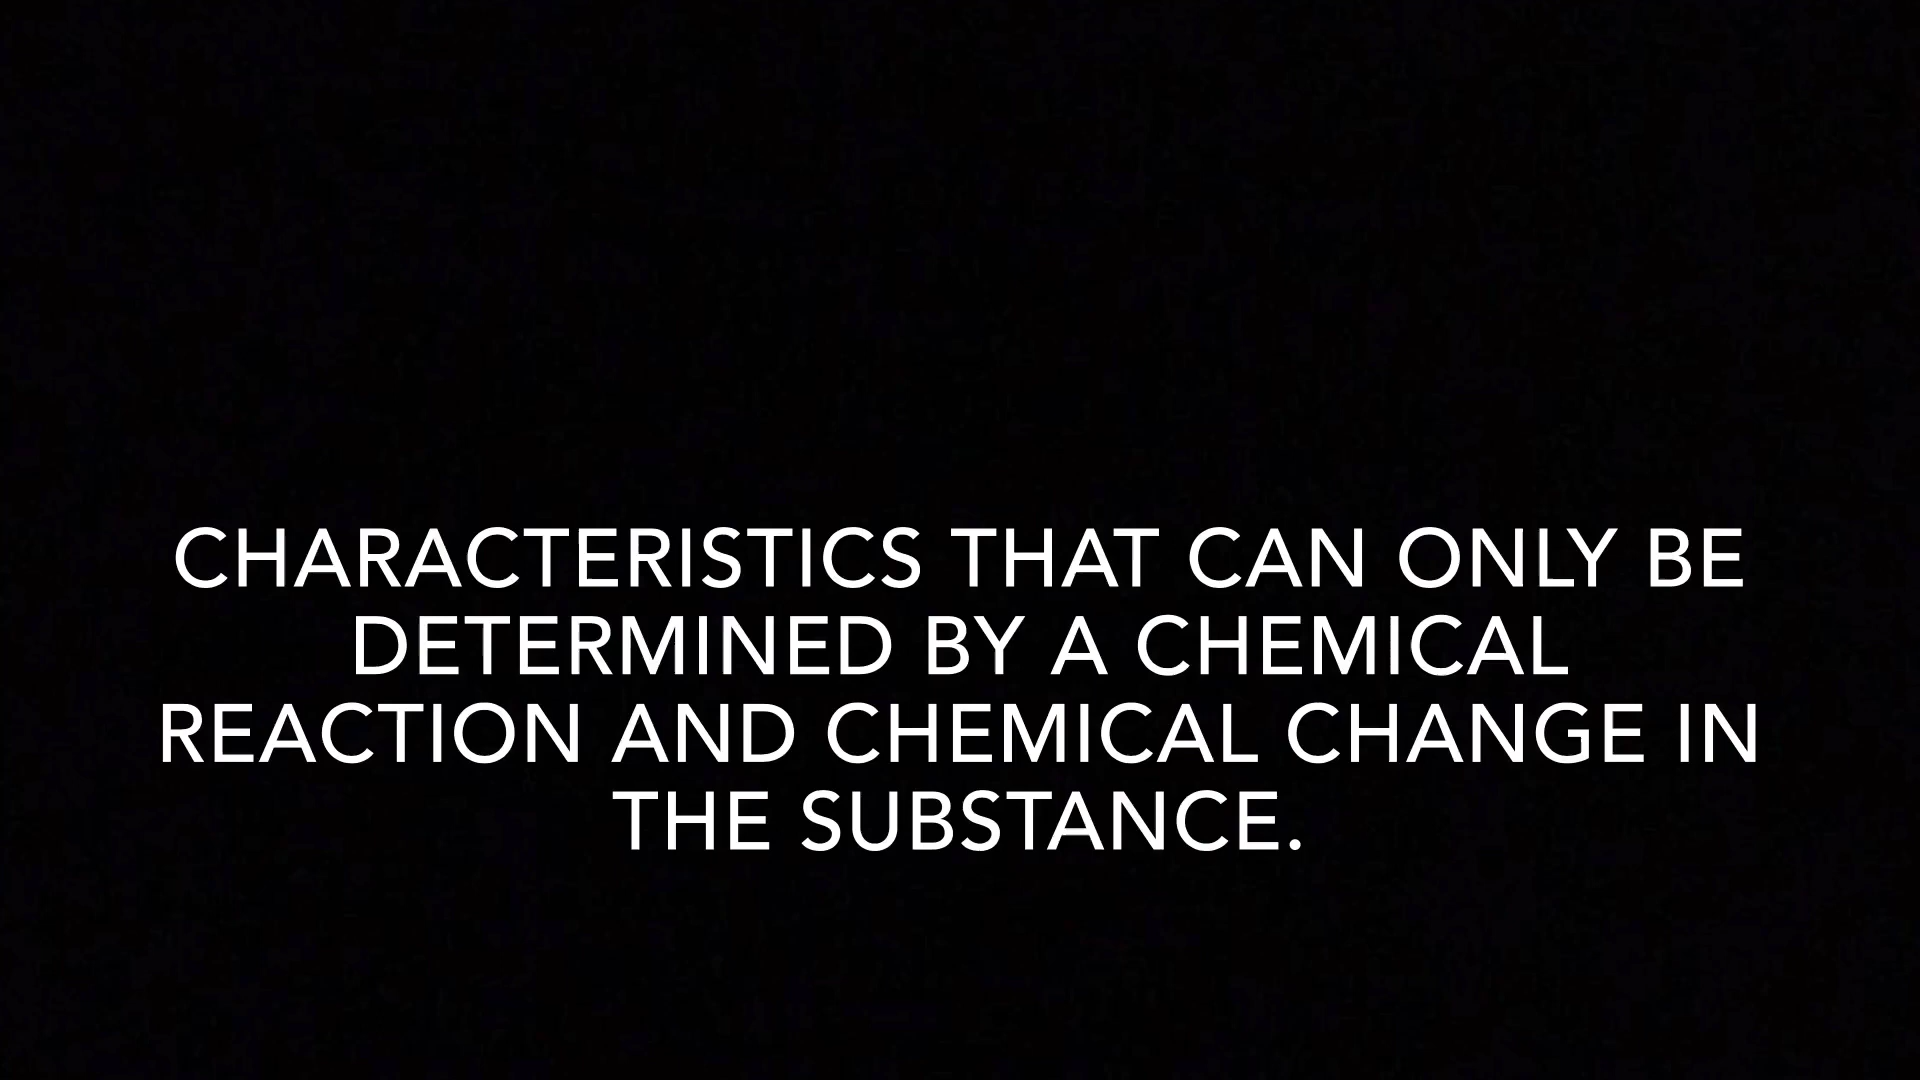 CHARACTERISTICS THAT CAN ONLY BE
DETERMINED BY A CHEMICAL
REACTION AND CHEMICAL CHANGE IN
THE SUBSTANCE.